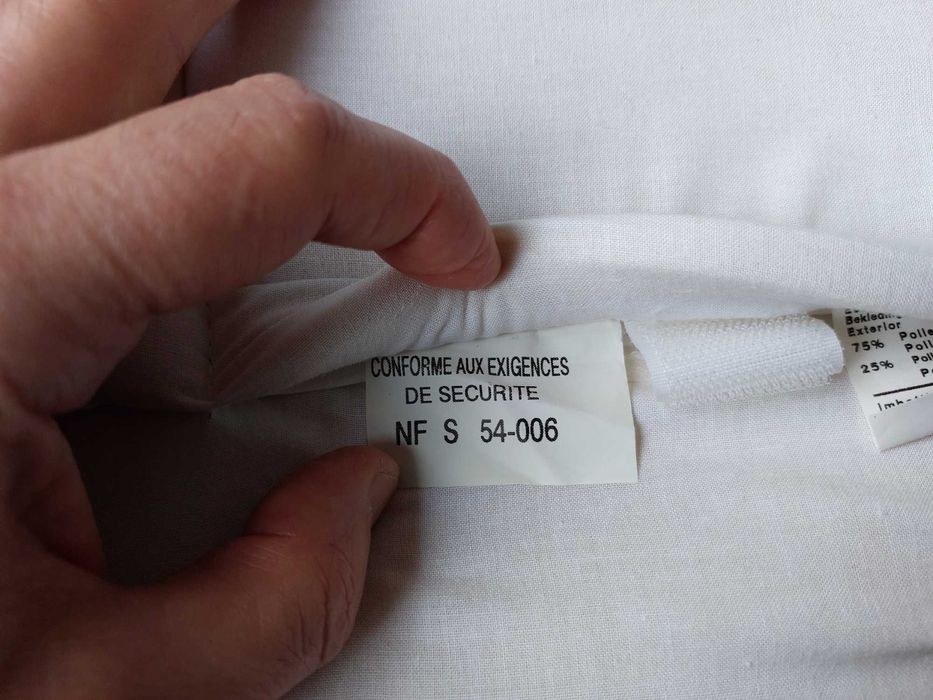 CONFORME AUX EXIGENCES
DE SECURITE
NF S 54-006
Exterior
75%
25%